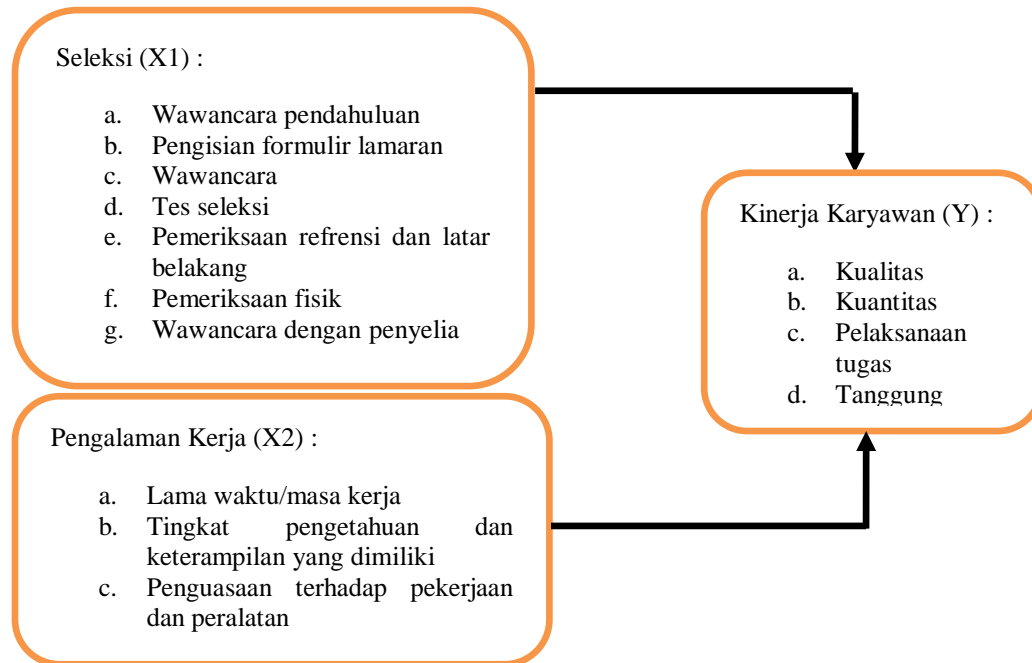 Seleksi (X1) :
a. Wawancara pendahuluan
b. Pengisian formulir lamaran
c. Wawancara
d. Tes seleksi
e. Pemeriksaan refrensi dan latar
belakang
f. Pemeriksaan fisik
g. Wawancara dengan penyelia
Kinerja Karyawan (Y) :
a. Kualitas
b. Kuantitas
c. Pelaksanaan
tugas
d. Tanggung
Pengalaman Kerja (X2) :
a. Lama waktu/masa kerja
b. Tingkat pengetahuan dan
keterampilan yang dimiliki
c. Penguasaan terhadap pekerjaan
dan peralatan